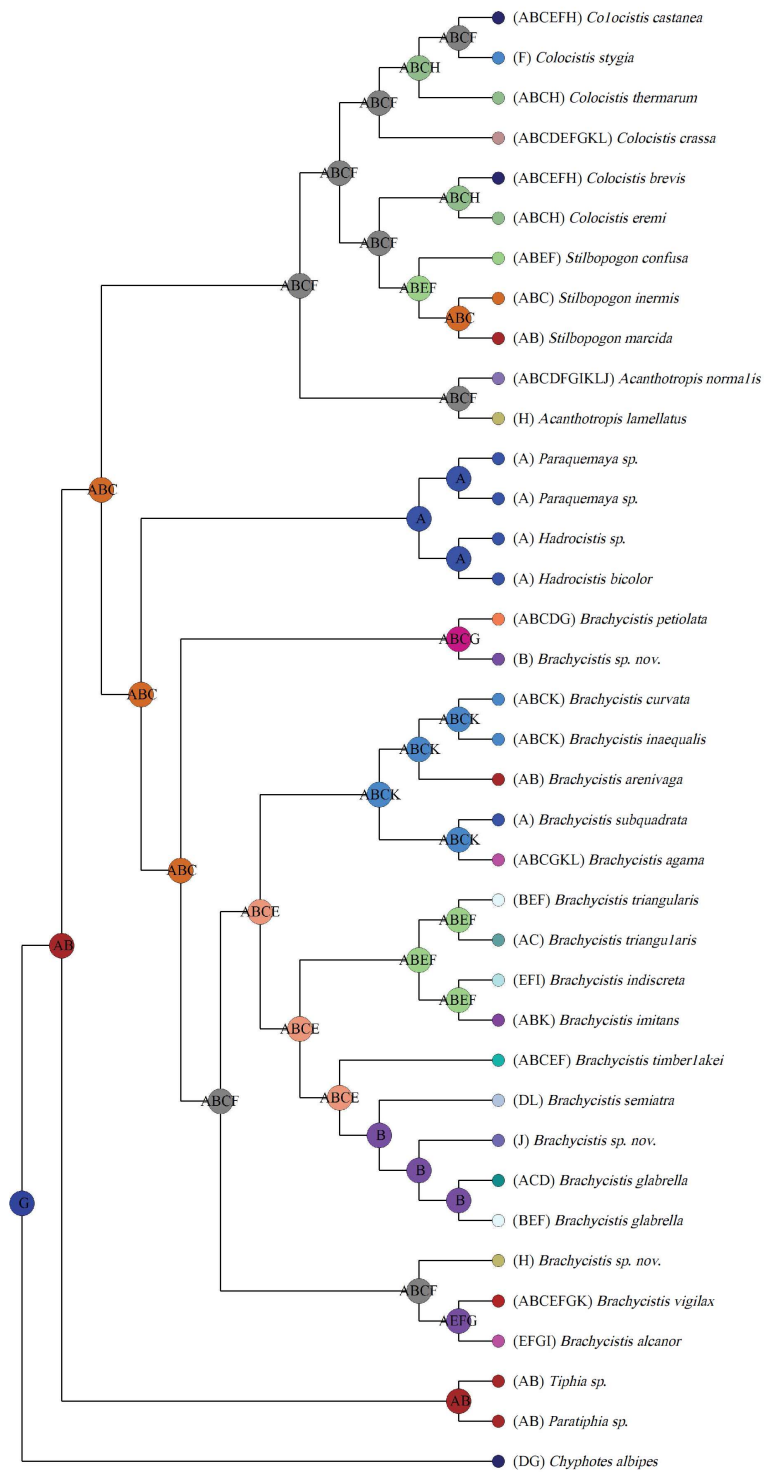 (ABCEFH) Colocistis castanea
ABCF
(F) Colocistis stygia
ABCH
(ABCH) Colocistis thermarum
ABCF
(ABCDEFGKL) Colocistis crassa
ABCF
(ABCEFH) Colocistis brevis
ABCH
(ABCH) Colocistis eremi
ABCF
(ABEF) Stilbopogon confusa
ABCF
ABEF
(ABC) Stilbopogon inermis
ABC
(AB) Stilbopogon marcida
(ABCDFGIKLJ) Acanthotropis normalis
ABCF
(H) Acanthotropis lamellatus
(A) Paraquemaya sp.
A
ABC
(A) Paraquemaya sp.
A
(A) Hadrocistis sp.
A
(A) Hadrocistis bicolor
(ABCDG) Brachycistis petiolata
ABCG
(B) Brachycistis sp. nov.
ABC
(ABCK) Brachycistis curvata
ABCK
(ABCK) Brachycistis inaequalis
ABCK
(AB) Brachycistis arenivaga
ABCK
(A) Brachycistis subquadrata
ABCK
(ABCGKL) Brachycistis agama
ABC
(BEF) Brachycistis triangularis
ABCE
ABEF
(AC) Brachycistis triangularis
AB
ABEF
(EFI) Brachycistis indiscreta
ABEF
(ABK) Brachycistis imitans
ABCE
(ABCEF) Brachycistis timberlakei
ABCE
(DL) Brachycistis semiatra
ABCF
B
(J) Brachycistis sp. nov.
B
(ACD) Brachycistis glabrella
B
G
(BEF) Brachycistis glabrella
(H) Brachycistis sp. nov.
ABCF
(ABCEFGK) Brachycistis vigilax
AEFG
(EFGI) Brachycistis alcanor
(AB) Tiphia sp.
AB
(AB) Paratiphia sp.
(DG) Chyphotes albipes